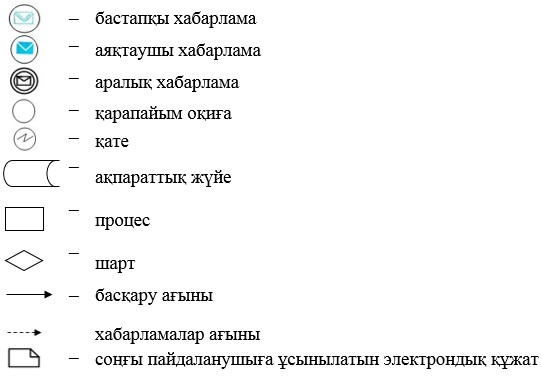 – бастапқы хабарлама
– аяқтаушы хабарлама
– аралық хабарлама
– қарапайым оқиға
– қате
– ақпараттық жүйе
– процес
– шарт
– басқару ағыны
– хабарламалар ағыны
– соңғы пайдаланушыға ұсынылатын электрондық құжат